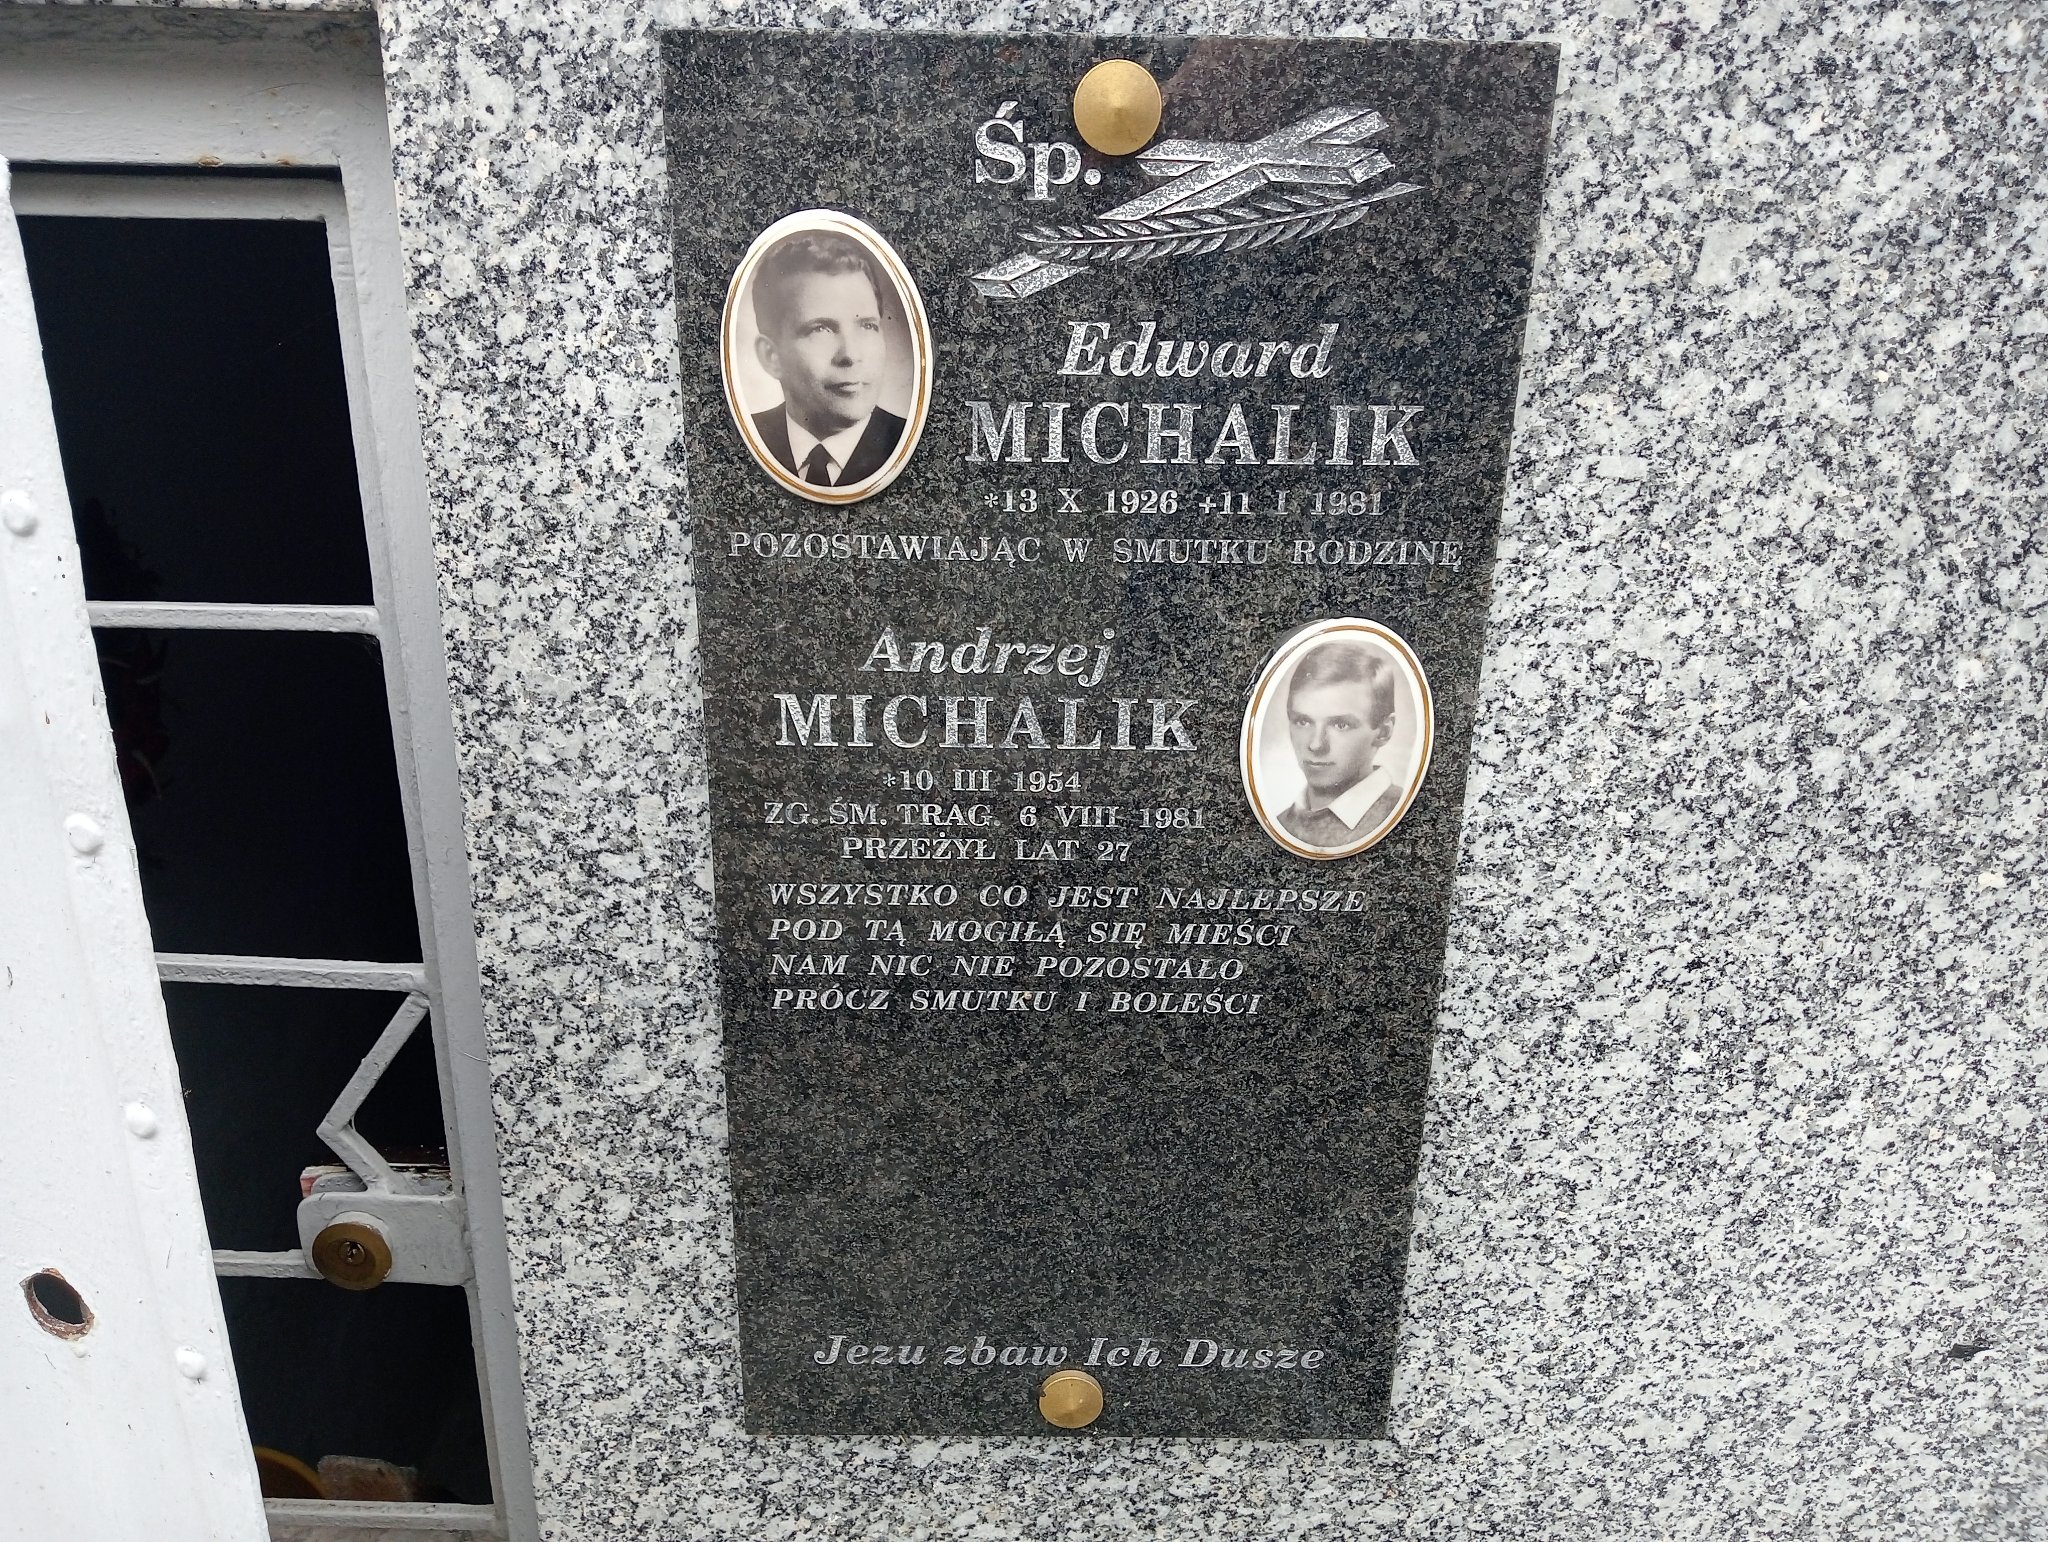 Śp.
Edward
MICHALIK
*13 X 1926 +11 I 1981
POZOSTAWIAJĄC W SMUTKU RODZINĘ
Andrzej
MICHALIK
*10 III 1954
ZG. ŚM. TRAG. 6 VIII 1981
PRZEŻYŁ LAT 27
WSZYSTKO CO JEST NAJLEPSZE
POD TĄ MOGIŁĄ SIĘ MIEŚCI
NAM NIC NIE POZOSTAŁO
PRÓCZ SMUTKU I BOLEŚCI
Jezu zbaw Ich Dusze